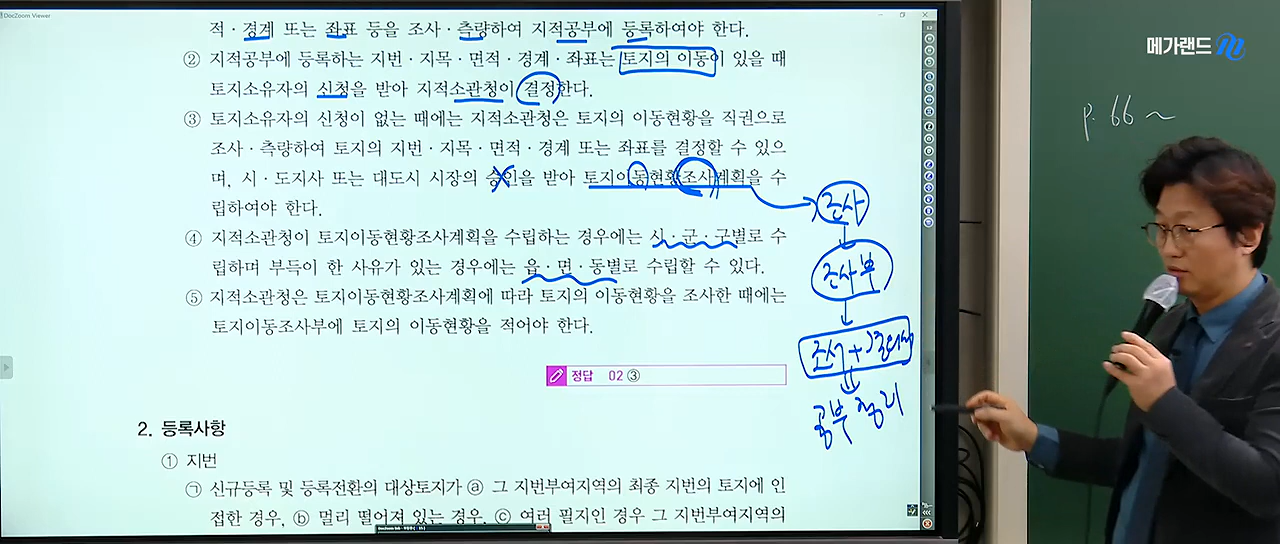 DocZoom Viewer
적·경계 또는 좌표 등을 조사·측량하여 지적공부에 등록하여야 한다.
② 지적공부에 등록하는 지번·지목·면적·경계·좌표는 토지의 이동이 있을 때
토지소유자의 신청을 받아 지적소관청이 결정한다.
③ 토지소유자의 신청이 없는 때에는 지적소관청은 토지의 이동현황을 직권으로
조사·측량하여 토지의 지번·지목·면적·경계 또는 좌표를 결정할 수 있으
며, 시·도지사 또는 대도시 시장의 승인을 받아 토지이동현황조사계획을 수
립하여야 한다.
④ 지적소관청이 토지이동현황조사계획을 수립하는 경우에는 시·군·구별로 수
립하며 부득이 한 사유가 있는 경우에는 읍·면·동별로 수립할 수 있다.
⑤ 지적소관청은 토지이동현황조사계획에 따라 토지의 이동현황을 조사한 때에는
토지이동조사부에 토지의 이동현황을 적어야 한다.
정답 02 ③
2. 등록사항
① 지번
㉠ 신규등록 및 등록전환의 대상토지가 ⓐ 그 지번부여지역의 최종 지번의 토지에 인
접한 경우, ⓑ 멀리 떨어져 있는 경우, ⓒ 여러 필지인 경우 그 지번부여지역의
조사
조사부
조서+
공부 정리
메가랜드
p. 66 ~